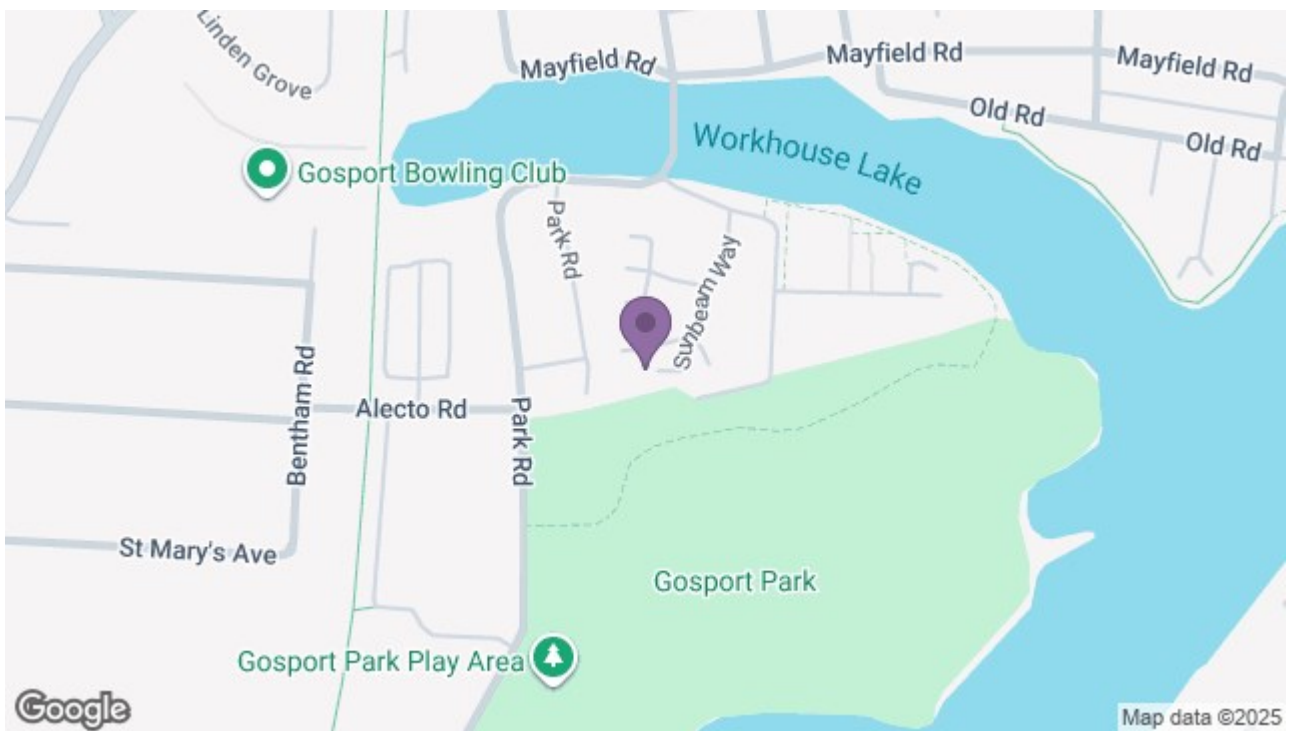 Linden Grove
Mayfield Rd
Mayfield Rd
Mayfield Rd
Old Rd
Old Rd
Workhouse Lake
Gosport Bowling Club
Park Rd
Sunbeam Way
Bentham Rd
Alecto Rd
Park Rd
St Mary's Ave
Gosport Park
Gosport Park Play Area
Google
Map data ©2025